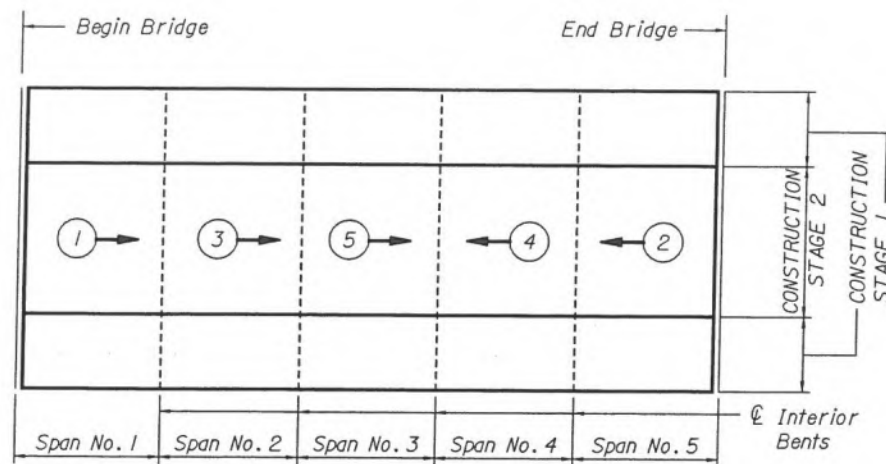 Begin Bridge
End Bridge
1
3
5
4
2
CONSTRUCTION
STAGE 2
CONSTRUCTION
STAGE 1
℄ Interior
Bents
Span No. 1
Span No. 2
Span No. 3
Span No. 4
Span No. 5